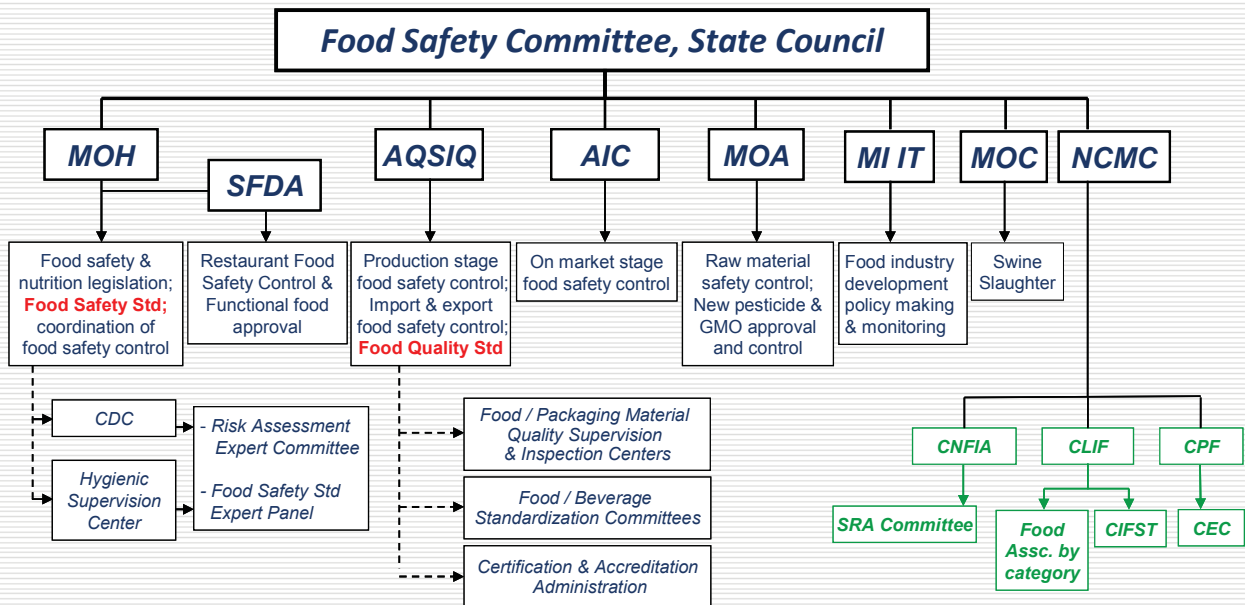 Food Safety Committee, State Council
MOH
SFDA
AQSIQ
AIC
MOA
MI IT
MOC
NCMC
Food safety &
nutrition legislation;
Food Safety Std;
coordination of
food safety control
Restaurant Food
Safety Control &
Functional food
approval
Production stage
food safety control;
Import & export
food safety control;
Food Quality Std
On market stage
food safety control
Raw material
safety control;
New pesticide &
GMO approval
and control
Food industry
development
policy making
& monitoring
Swine
Slaughter
CDC
Hygienic
Supervision
Center
- Risk Assessment
Expert Committee
- Food Safety Std
Expert Panel
Food / Packaging Material
Quality Supervision
& Inspection Centers
Food / Beverage
Standardization Committees
Certification & Accreditation
Administration
CNFIA
CLIF
CPF
SRA Committee
Food
Assc. by
category
CIFST
CEC